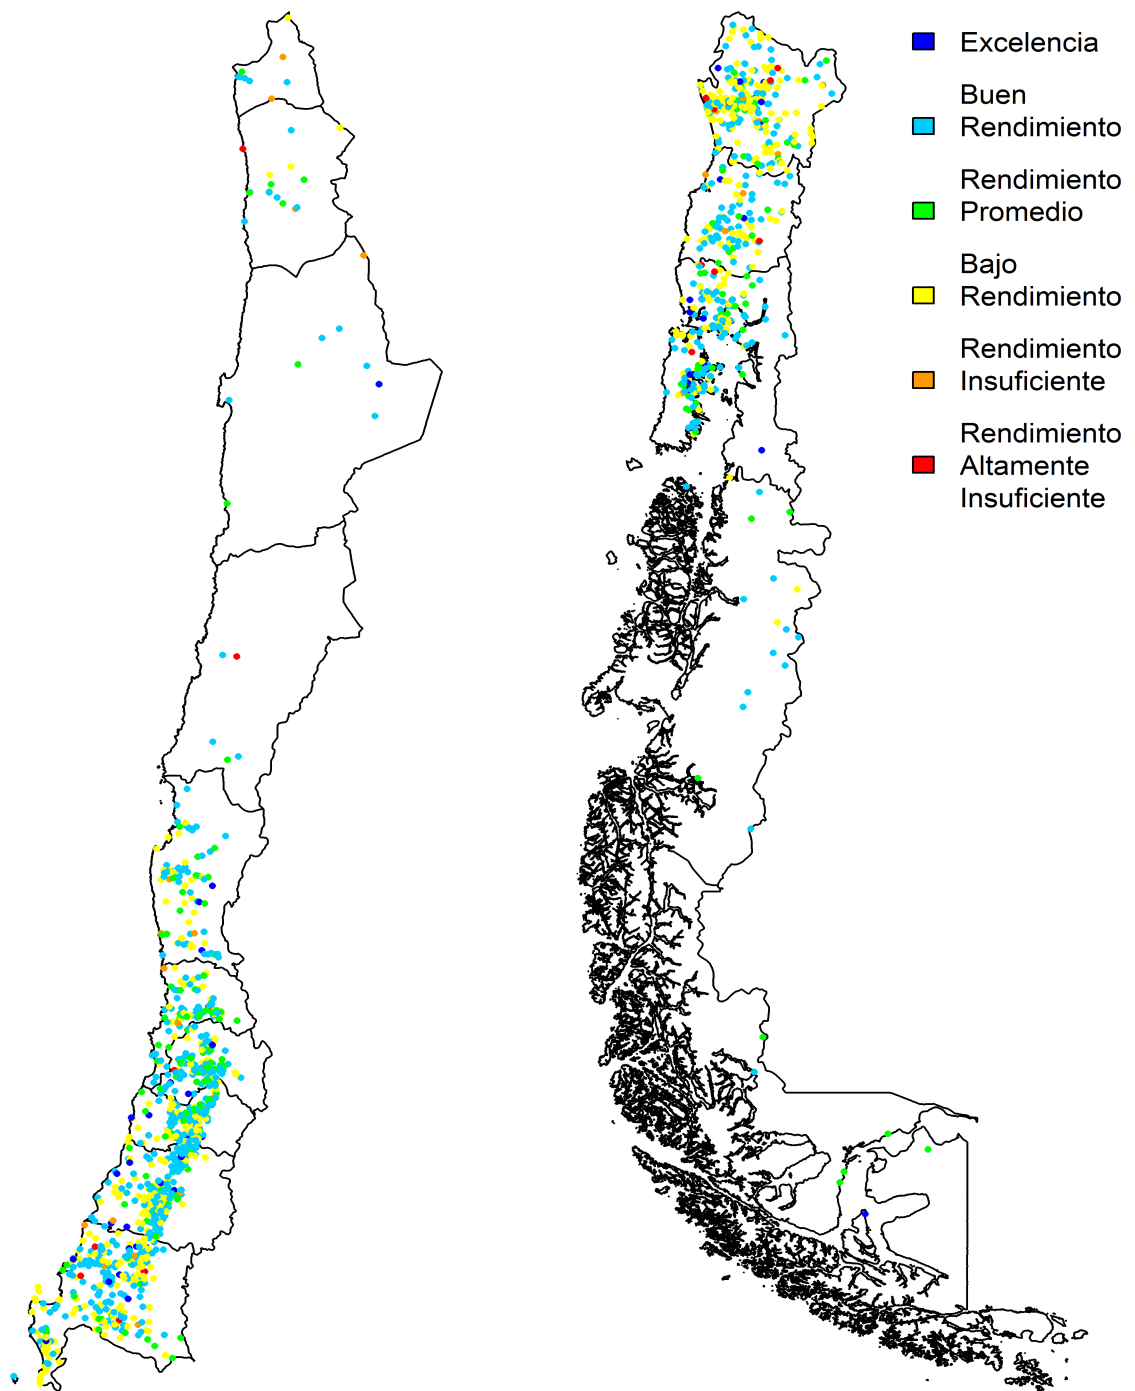 Excelencia
Buen
Rendimiento
Rendimiento
Promedio
Bajo
Rendimiento
Rendimiento
Insuficiente
Rendimiento
Altamente
Insuficiente